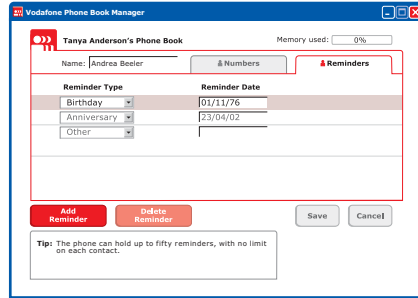 Vodafone Phone Book Manager
Tanya Anderson's Phone Book
Memory used: 0%
Name: Andrea Beeler
Numbers
Reminders
Reminder Type Reminder Date
Birthday 01/11/76
Anniversary 23/04/02
Other
Add Reminder
Delete Reminder
Save
Cancel
Tip: The phone can hold up to fifty reminders, with no limit
on each contact.